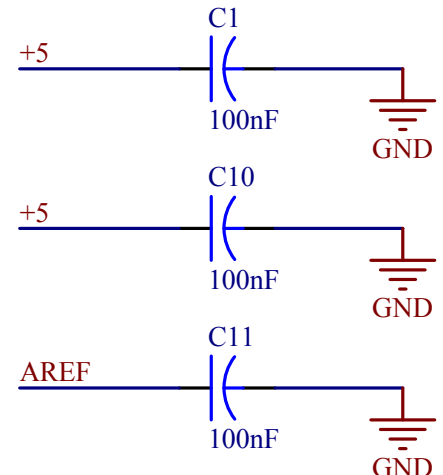 C1
+5
100nF
GND
C10
+5
100nF
GND
C11
AREF
100nF
GND